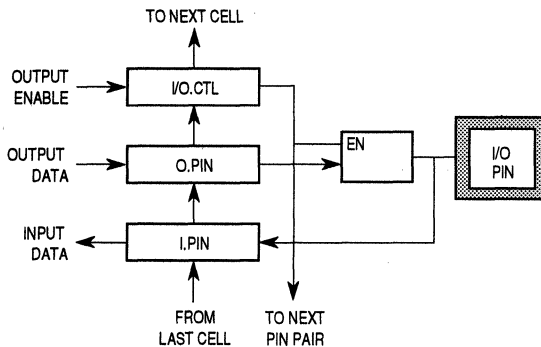 TO NEXT CELL
OUTPUT
ENABLE
I/O.CTL
OUTPUT
DATA
O.PIN
EN
I/O
PIN
INPUT
DATA
I.PIN
FROM
LAST CELL
TO NEXT
PIN PAIR